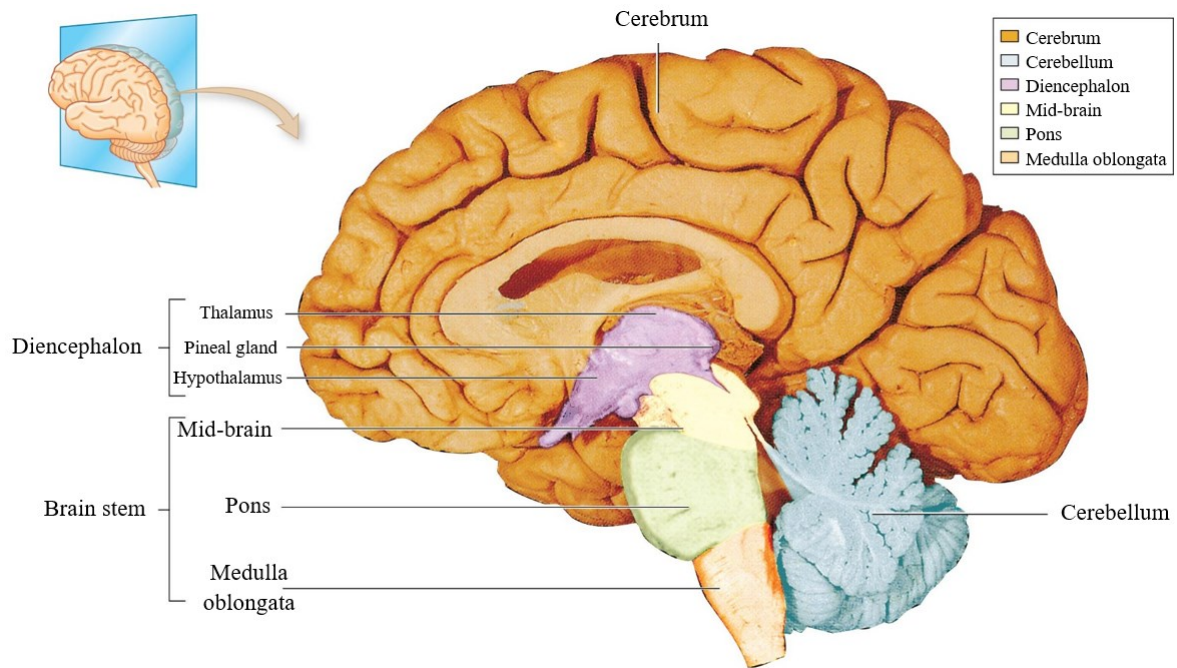 Cerebrum
Cerebrum
Cerebellum
Diencephalon
Mid-brain
Pons
Medulla oblongata
Diencephalon
Thalamus
Pineal gland
Hypothalamus
Brain stem
Mid-brain
Pons
Medulla
oblongata
Cerebellum